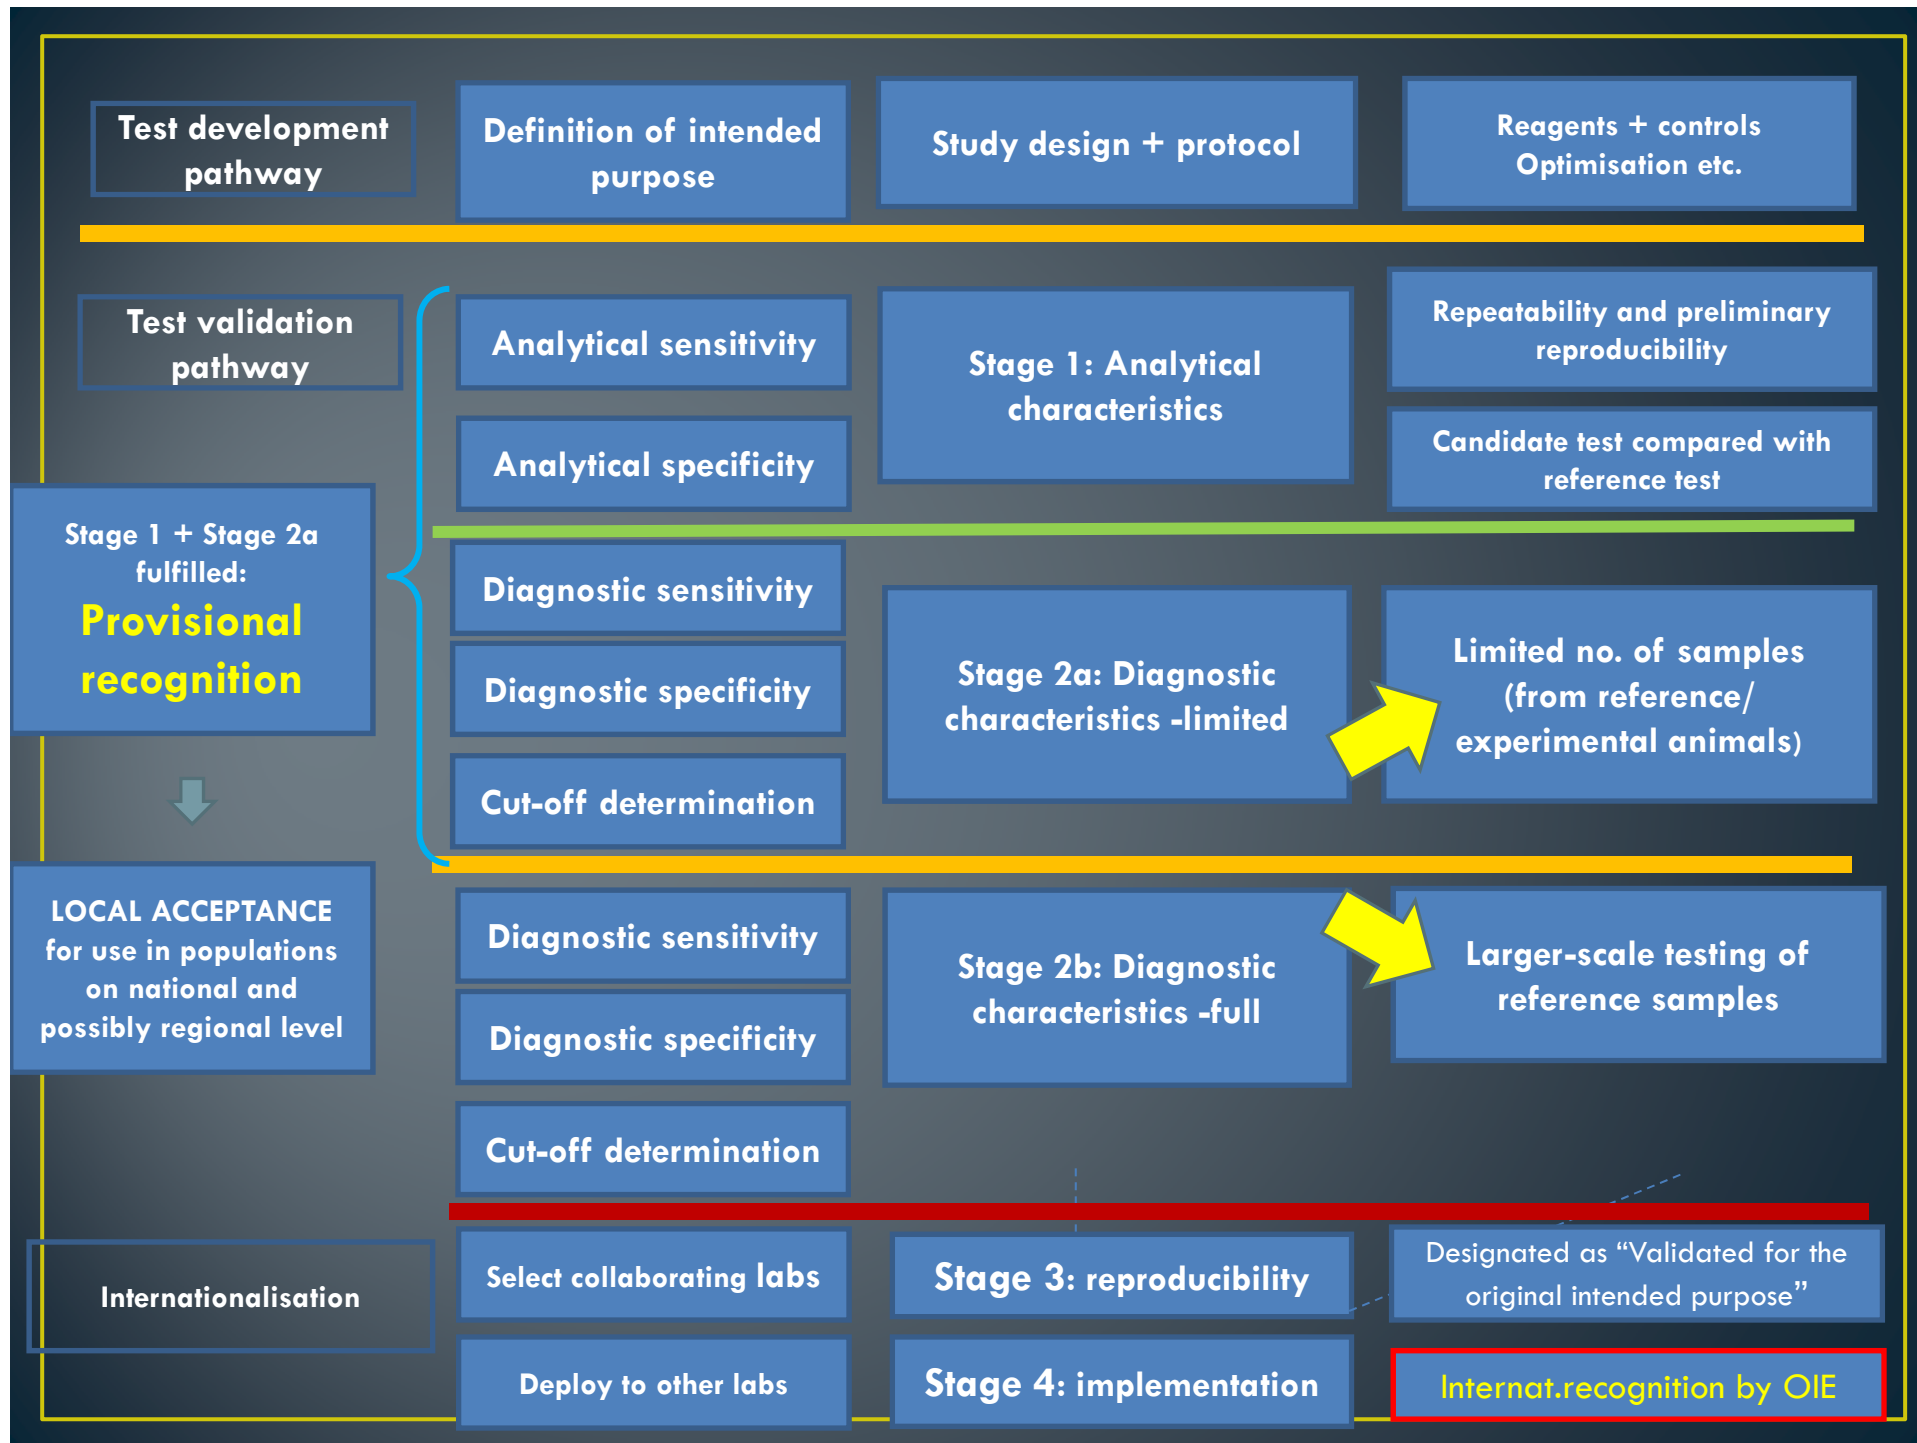 Test development
pathway
Definition of intended
purpose
Study design + protocol
Reagents + controls
Optimisation etc.
Test validation
pathway
Analytical sensitivity
Analytical specificity
Stage 1: Analytical
characteristics
Repeatability and preliminary
reproducibility
Candidate test compared with
reference test
Stage 1 + Stage 2a
fulfilled:
Provisional
recognition
Diagnostic sensitivity
Diagnostic specificity
Cut-off determination
Stage 2a: Diagnostic
characteristics -limited
Limited no. of samples
(from reference/
experimental animals)
LOCAL ACCEPTANCE
for use in populations
on national and
possibly regional level
Diagnostic sensitivity
Diagnostic specificity
Cut-off determination
Stage 2b: Diagnostic
characteristics -full
Larger-scale testing of
reference samples
Internationalisation
Select collaborating labs
Stage 3: reproducibility
Designated as “Validated for the
original intended purpose”
Deploy to other labs
Stage 4: implementation
Internat.recognition by OIE